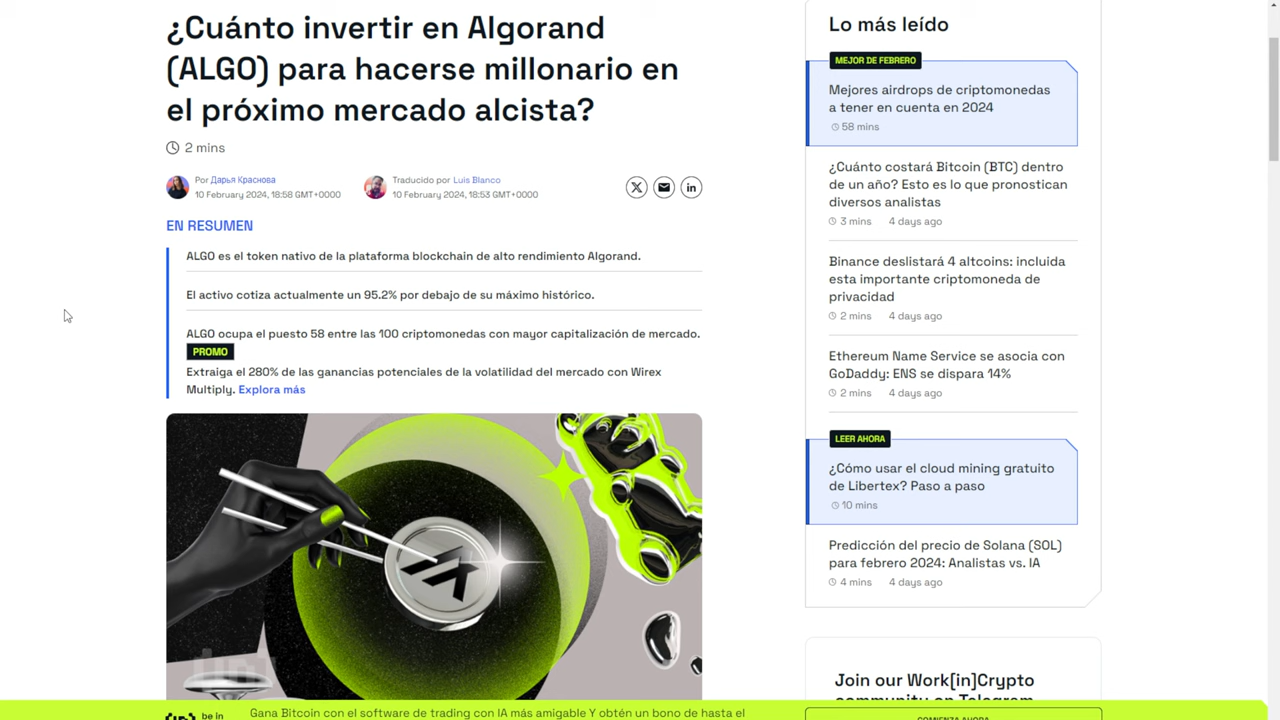 ¿Cuánto invertir en Algorand
(ALGO) para hacerse millonario en
el próximo mercado alcista?
2 mins
Por Дарья Краснова
10 February 2024, 18:58 GMT+0000
Traducido por Luis Blanco
10 February 2024, 18:53 GMT+0000
EN RESUMEN
ALGO es el token nativo de la plataforma blockchain de alto rendimiento Algorand.
El activo cotiza actualmente un 95.2% por debajo de su máximo histórico.
ALGO ocupa el puesto 58 entre las 100 criptomonedas con mayor capitalización de mercado.
PROMO
Extraiga el 280% de las ganancias potenciales de la volatilidad del mercado con Wirex
Multiply. Explora más
Lo más leído
MEJOR DE FEBRERO
Mejores airdrops de criptomonedas
a tener en cuenta en 2024
58 mins
¿Cuánto costará Bitcoin (BTC) dentro
de un año? Esto es lo que pronostican
diversos analistas
3 mins 4 days ago
Binance deslistará 4 altcoins: incluida
esta importante criptomoneda de
privacidad
2 mins 4 days ago
Ethereum Name Service se asocia con
GoDaddy: ENS se dispara 14%
2 mins 4 days ago
LEER AHORA
¿Cómo usar el cloud mining gratuito
de Libertex? Paso a paso
10 mins
Predicción del precio de Solana (SOL)
para febrero 2024: Analistas vs. IA
4 mins 4 days ago
Join our Work[in]Crypto
community on Telegram
be in
Gana Bitcoin con el software de trading con IA más amigable Y obtén un bono de hasta el
COMIENZA AHORA